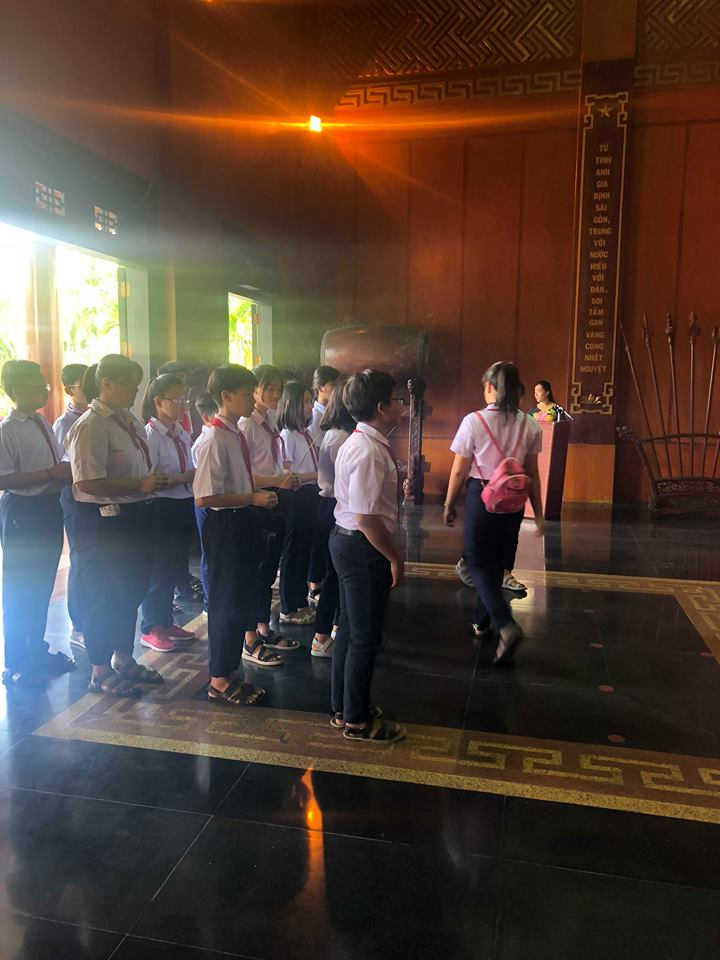 TỪ
TINH
ANH
GIA
ĐỊNH
SÀI
GÒN,
TRUNG
VỚI
NƯỚC
HIẾU
VỚI
DÂN,
SOI
TẤM
GAN
VÀNG
CÙNG
NHẬT
NGUYỆT